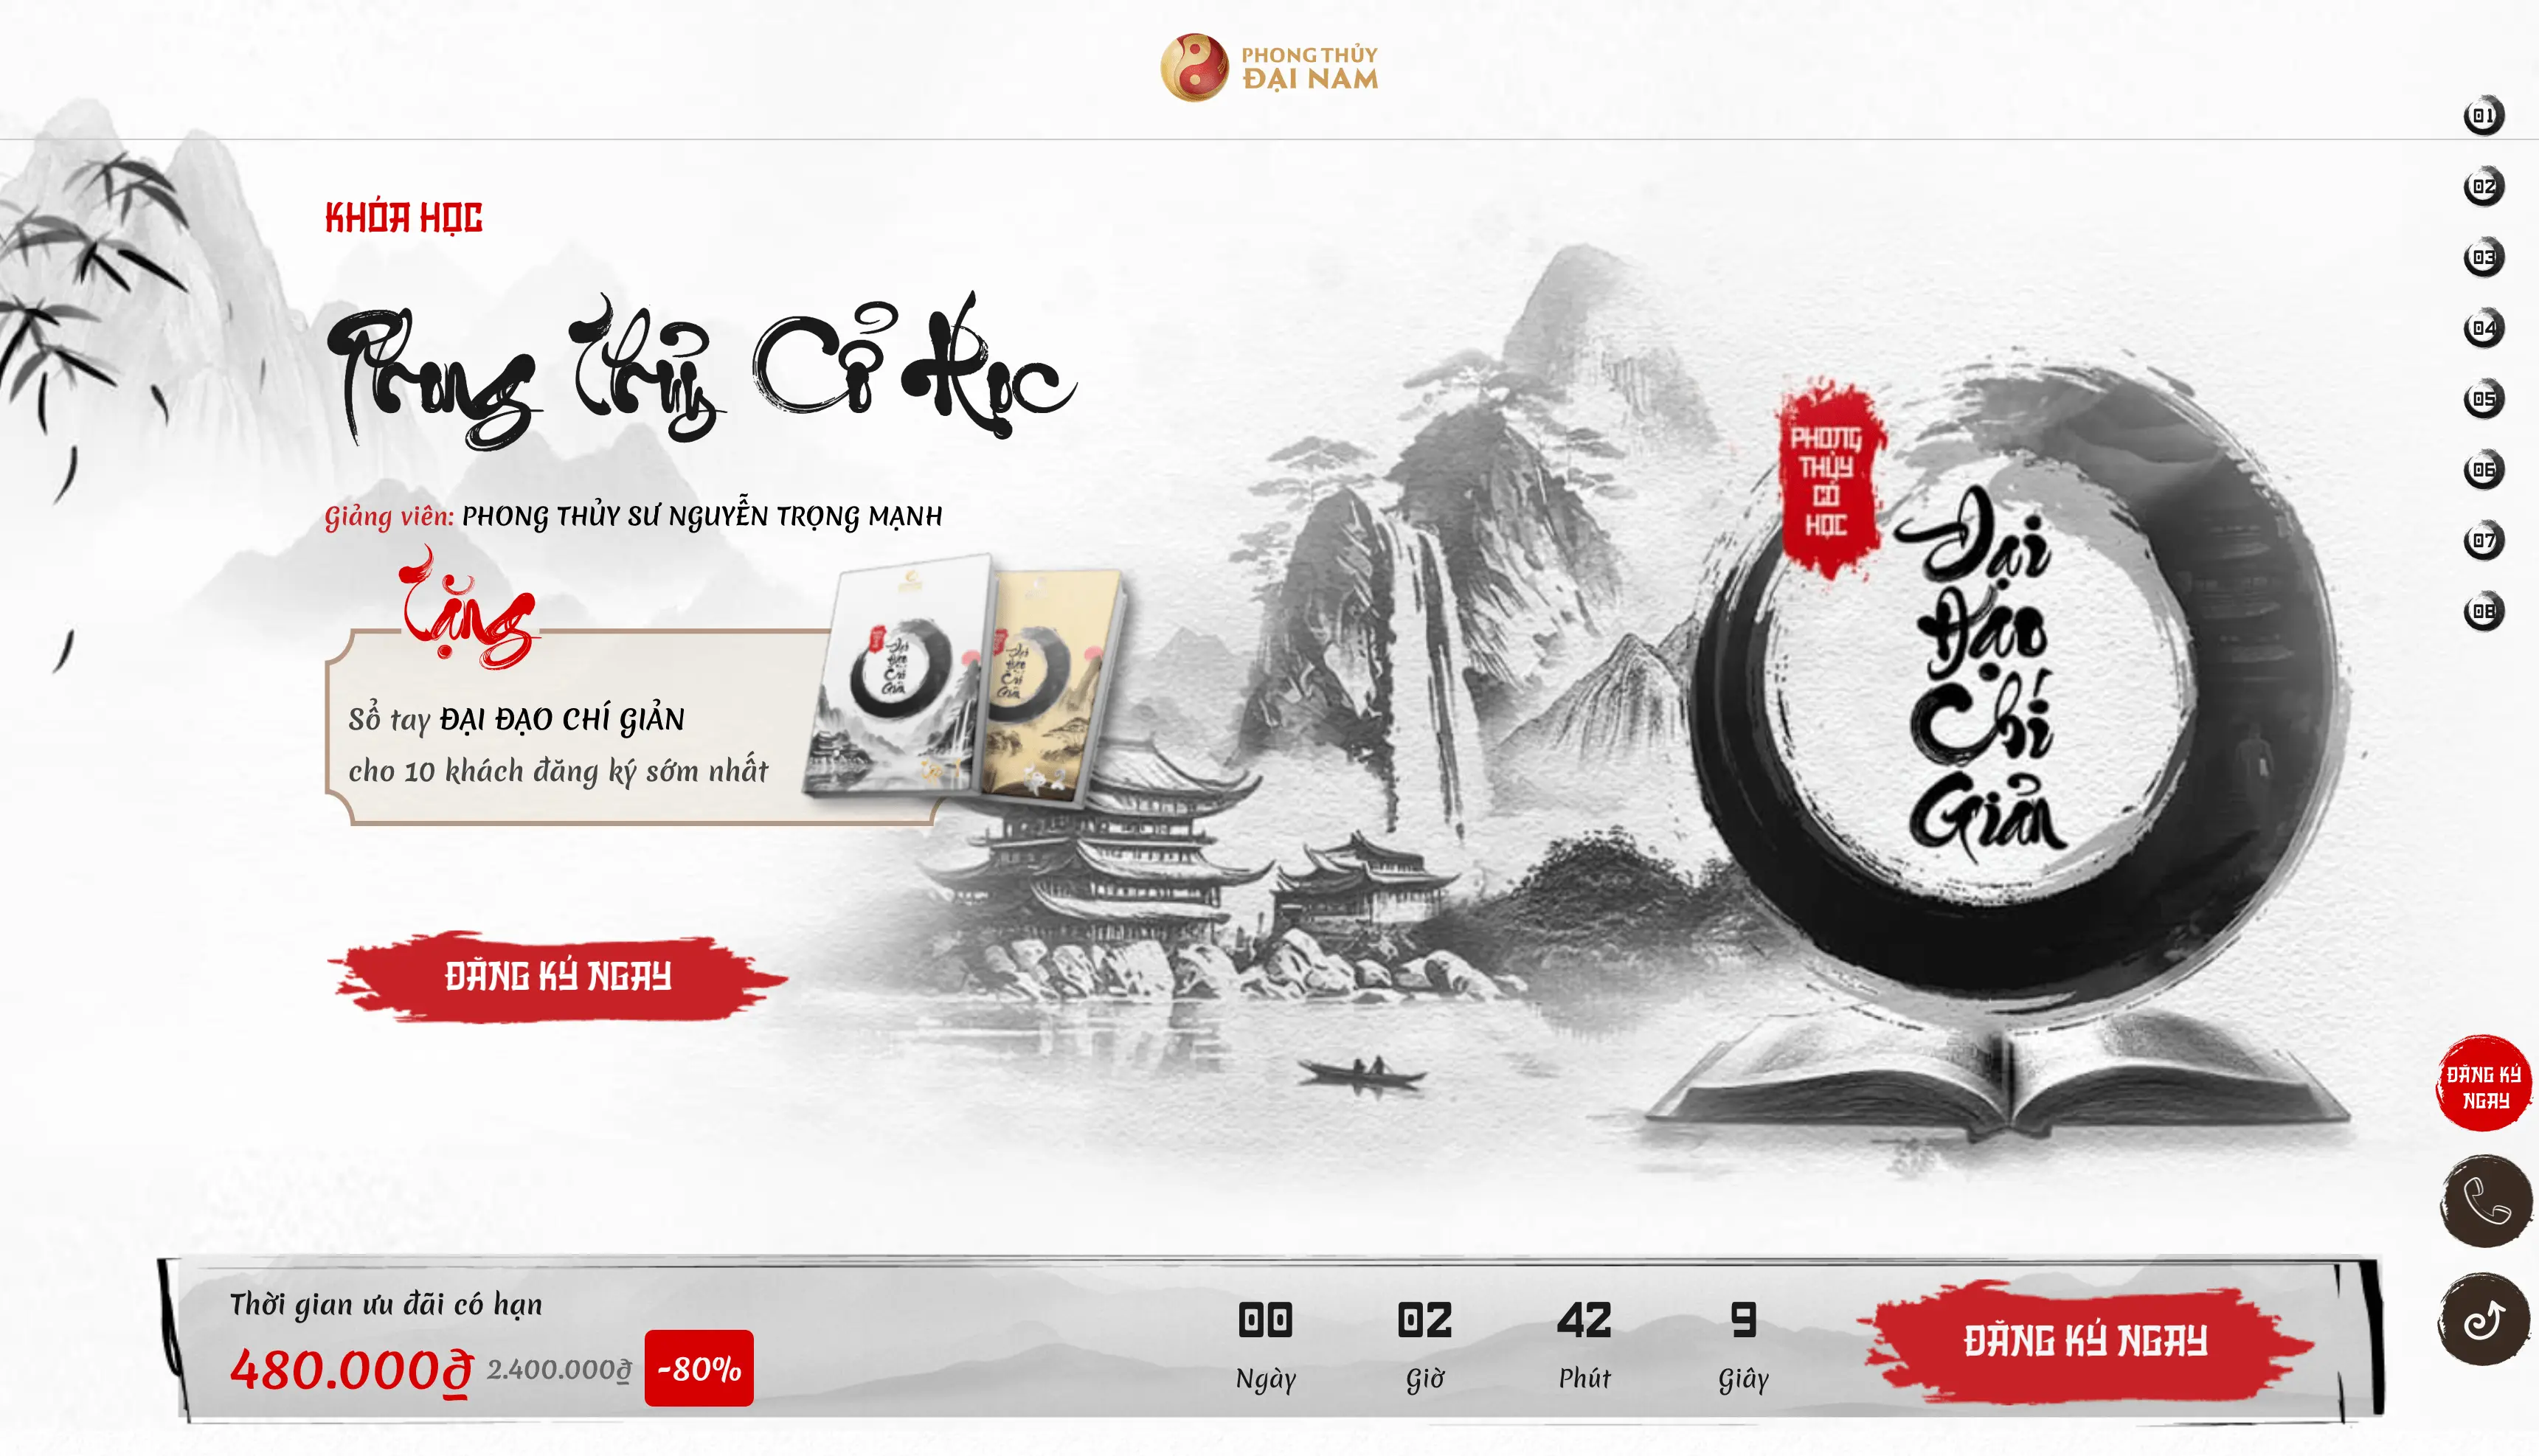 PHONG THỦY
ĐẠI NAM
01
02
03
04
05
06
07
08
KHÓA HỌC
Phong Thủy Cổ Học
Giảng viên: PHONG THỦY SƯ NGUYỄN TRỌNG MẠNH
Tặng
Sổ tay ĐẠI ĐẠO CHÍ GIẢN
cho 10 khách đăng ký sớm nhất
Đại
Đạo
Chí
Giản
PHONG
THỦY
CỔ
HỌC
Đại
Đạo
Chí
Giản
ĐĂNG KÝ NGAY
ĐĂNG KÝ
NGAY
Thời gian ưu đãi có hạn
480.000₫ 2.400.000₫ -80%
00 02 42 9
Ngày Giờ Phút Giây
ĐĂNG KÝ NGAY